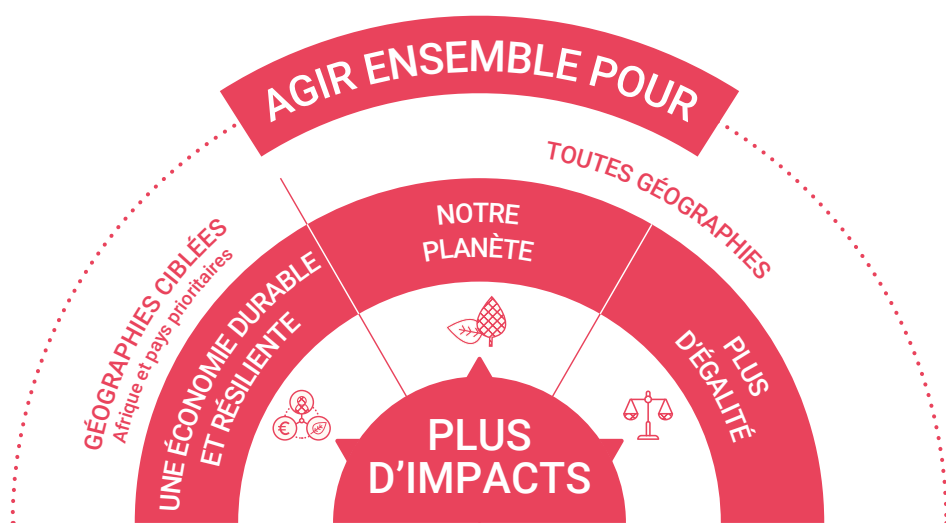 AGIR ENSEMBLE POUR
TOUTES GÉOGRAPHIES
GÉOGRAPHIES CIBLÉES
Afrique et pays prioritaires
UNE ÉCONOMIE DURABLE
ET RÉSILIENTE
NOTRE
PLANÈTE
PLUS
D'ÉGALITÉ
€
PLUS
D'IMPACTS